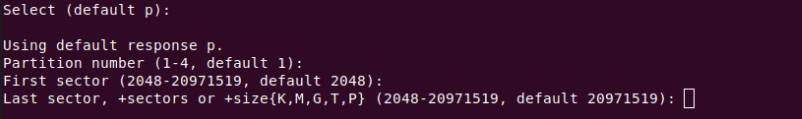 Select (default p):
Using default response p.
Partition number (1-4, default 1):
First sector (2048-20971519, default 2048):
Last sector, +sectors or +size{K,M,G,T,P} (2048-20971519, default 20971519):